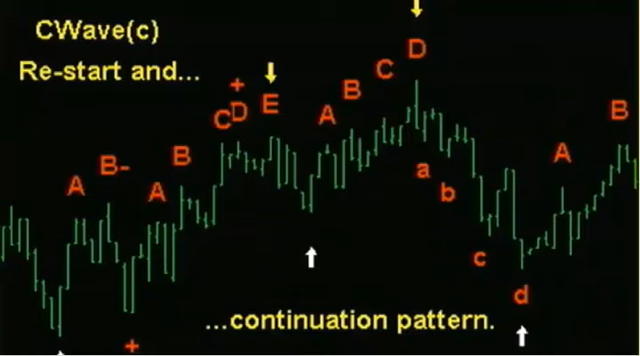 CWave(c)
Re-start and...
A
B-
A
B
C
D
+
E
A
B
C
D
a
b
c
d
A
B
+
...continuation pattern.